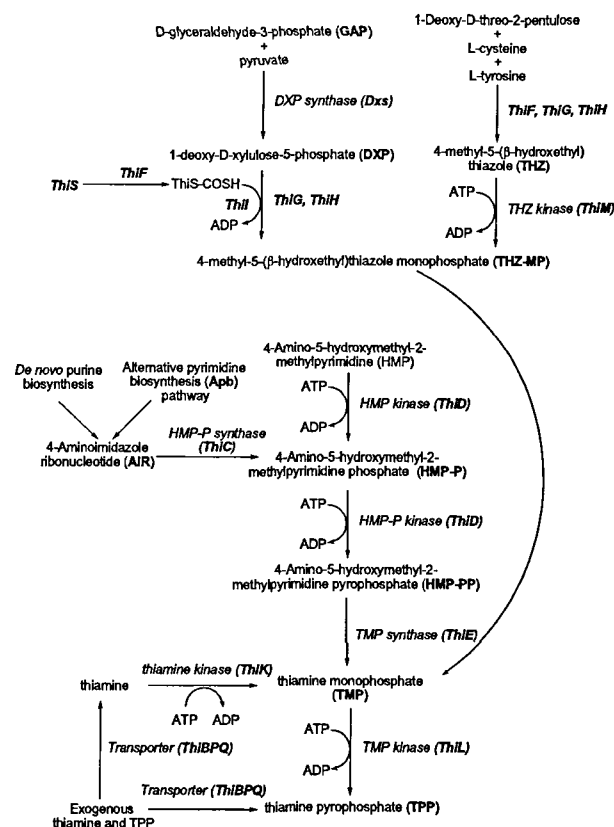 D-glyceraldehyde-3-phosphate (GAP)
+
pyruvate
DXP synthase (Dxs)
1-deoxy-D-xylulose-5-phosphate (DXP)
ThiS
ThiF
ThiS-COSH
ThiI
ThiG, ThiH
ADP
1-Deoxy-D-threo-2-pentulose
+
L-cysteine
+
L-tyrosine
ThiF, ThiG, ThiH
4-methyl-5-(β-hydroxethyl)
thiazole (THZ)
ATP
THZ kinase (ThiM)
ADP
4-methyl-5-(β-hydroxethyl)thiazole monophosphate (THZ-MP)
De novo purine
biosynthesis
Alternative pyrimidine
biosynthesis (Apb)
pathway
4-Aminoimidazole
ribonucleotide (AIR)
HMP-P synthase
(ThiC)
4-Amino-5-hydroxymethyl-2-
methylpyrimidine (HMP)
ATP
HMP kinase (ThiD)
ADP
4-Amino-5-hydroxymethyl-2-
methylpyrimidine phosphate (HMP-P)
ATP
HMP-P kinase (ThiD)
ADP
4-Amino-5-hydroxymethyl-2-
methylpyrimidine pyrophosphate (HMP-PP)
TMP synthase (ThiE)
thiamine
thiamine kinase (ThiK)
ATP ADP
thiamine monophosphate
(TMP)
Transporter (ThiBPQ)
ATP
TMP kinase (ThiL)
ADP
Exogenous
thiamine and TPP
Transporter (ThiBPQ)
thiamine pyrophosphate (TPP)